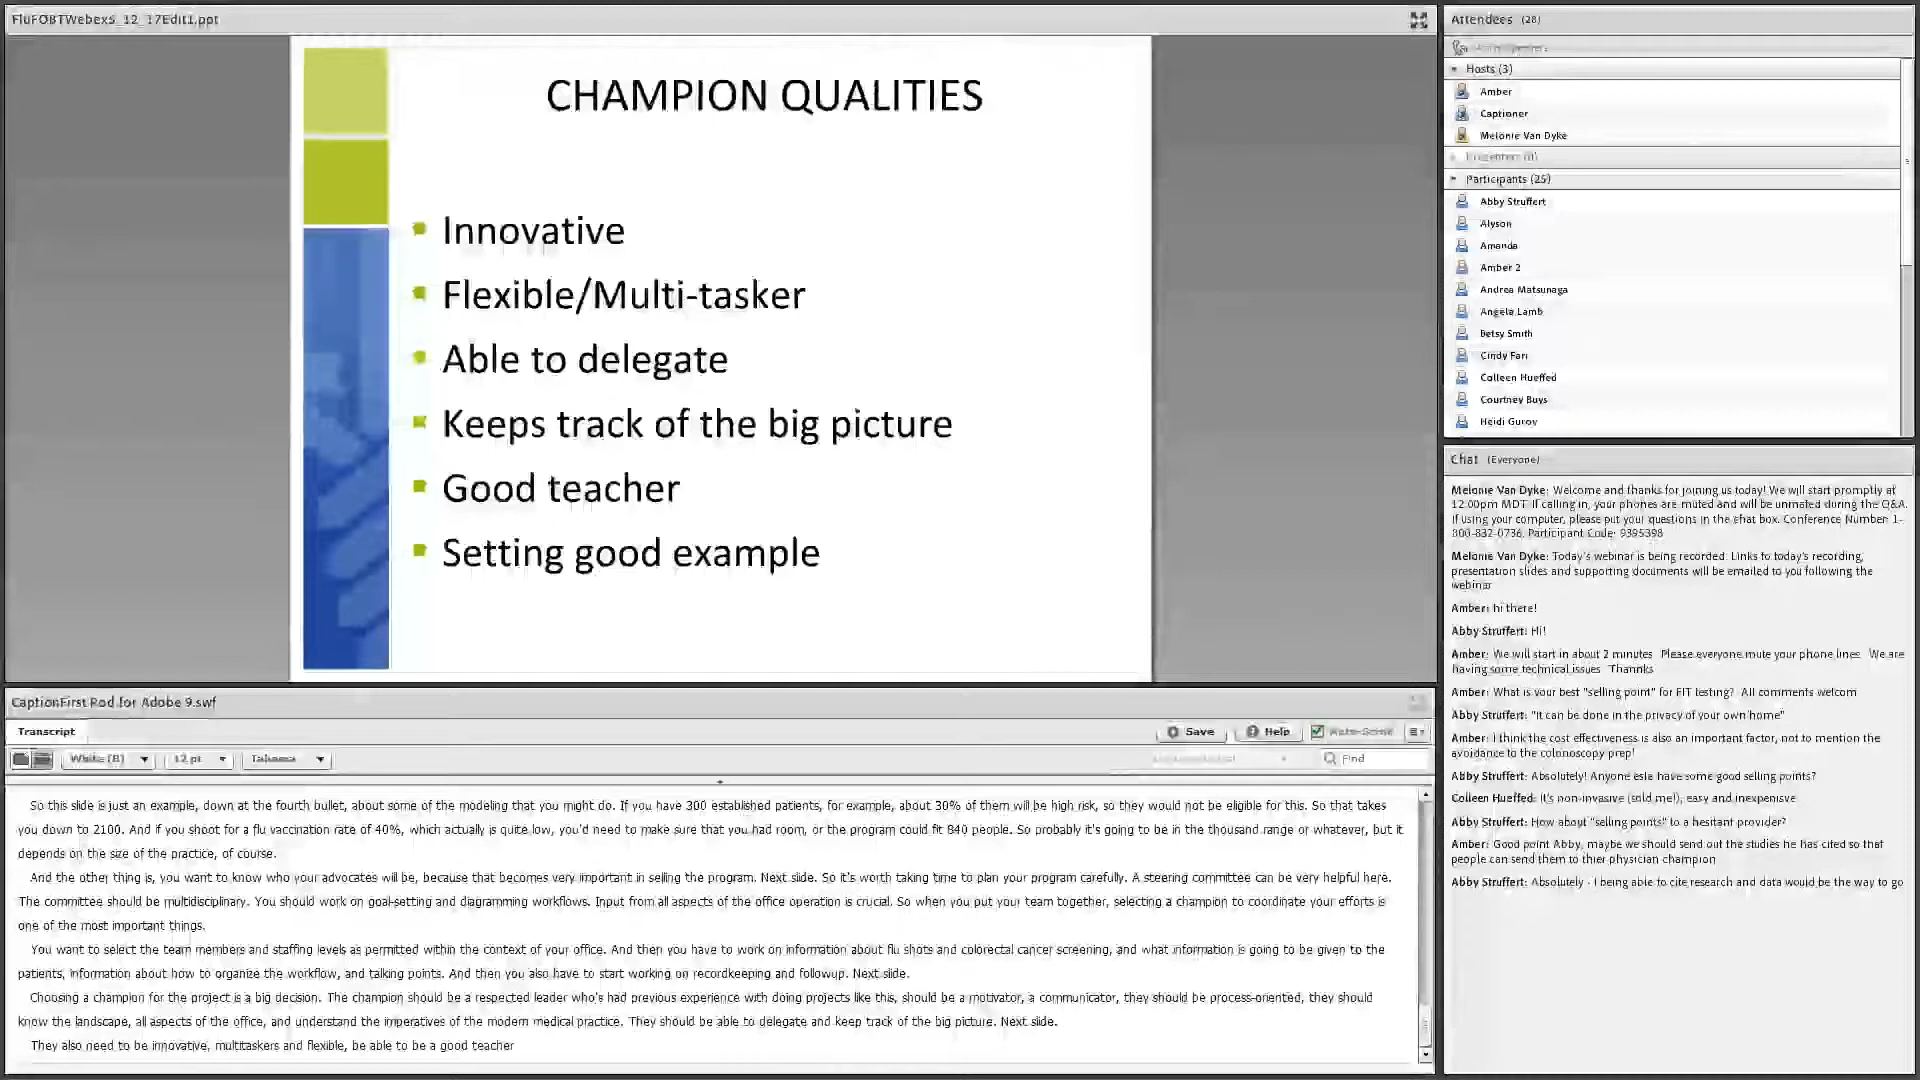 FluFOBTWebex5_12_17Edit1.ppt
CHAMPION QUALITIES
Innovative
Flexible/Multi-tasker
Able to delegate
Keeps track of the big picture
Good teacher
Setting good example
CaptionFirst Pod for Adobe 9.swf
Transcript
Save
Help
Auto-Scroll
White (B)
12 pt
Tahoma
Find
So this slide is just an example, down at the fourth bullet, about some of the modeling that you might do. If you have 300 established patients, for example, about 30% of them will be high risk, so they would not be eligible for this. So that takes
you down to 2100. And if you shoot for a flu vaccination rate of 40%, which actually is quite low, you'd need to make sure that you had room, or the program could fit 840 people. So probably it's going to be in the thousand range or whatever, but it
depends on the size of the practice, of course.
And the other thing is, you want to know who your advocates will be, because that becomes very important in selling the program. Next slide. So it's worth taking time to plan your program carefully. A steering committee can be very helpful here.
The committee should be multidisciplinary. You should work on goal-setting and diagramming workflows. Input from all aspects of the office operation is crucial. So when you put your team together, selecting a champion to coordinate your efforts is
one of the most important things.
You want to select the team members and staffing levels as permitted within the context of your office. And then you have to work on information about flu shots and colorectal cancer screening, and what information is going to be given to the
patients, information about how to organize the workflow, and talking points. And then you also have to start working on recordkeeping and followup. Next slide.
Choosing a champion for the project is a big decision. The champion should be a respected leader who's had previous experience with doing projects like this, should be a motivator, a communicator, they should be process-oriented, they should
know the landscape, all aspects of the office, and understand the imperatives of the modern medical practice. They should be able to delegate and keep track of the big picture. Next slide.
They also need to be innovative, multitaskers and flexible, be able to be a good teacher
Attendees (28)
Hosts (3)
Amber
Captioner
Melonie Van Dyke
Presenters (0)
Participants (25)
Abby Struffert
Alyson
Amanda
Amber 2
Andrea Matsunaga
Angela Lamb
Betsy Smith
Cindy Fari
Colleen Hueffed
Courtney Buys
Heidi Guroy
Chat (Everyone)
Melonie Van Dyke: Welcome and thanks for joining us today! We will start promptly at
12:00pm MDT. If calling in, your phones are muted and will be unmuted during the Q&A.
If using your computer, please put your questions in the chat box. Conference Number: 1-
800-832-0736, Participant Code: 9395398
Melonie Van Dyke: Today's webinar is being recorded. Links to today's recording,
presentation slides and supporting documents will be emailed to you following the
webinar
Amber: hi there!
Abby Struffert: Hi!
Amber: We will start in about 2 minutes Please everyone mute your phone lines We are
having some technical issues Thannks
Amber: What is your best "selling point" for FIT testing? All comments welcom
Abby Struffert: "It can be done in the privacy of your own home"
Amber: I think the cost effectiveness is also an important factor, not to mention the
avoidance to the colonoscopy prep!
Abby Struffert: Absolutely! Anyone esle have some good selling points?
Colleen Hueffed: It's non-invasive (sold me!), easy and inexpenisve
Abby Struffert: How about "selling points" to a hesitant provider?
Amber: Good point Abby, maybe we should send out the studies he has cited so that
people can send them to thier physician champion
Abby Struffert: Absolutely - I being able to cite research and data would be the way to go